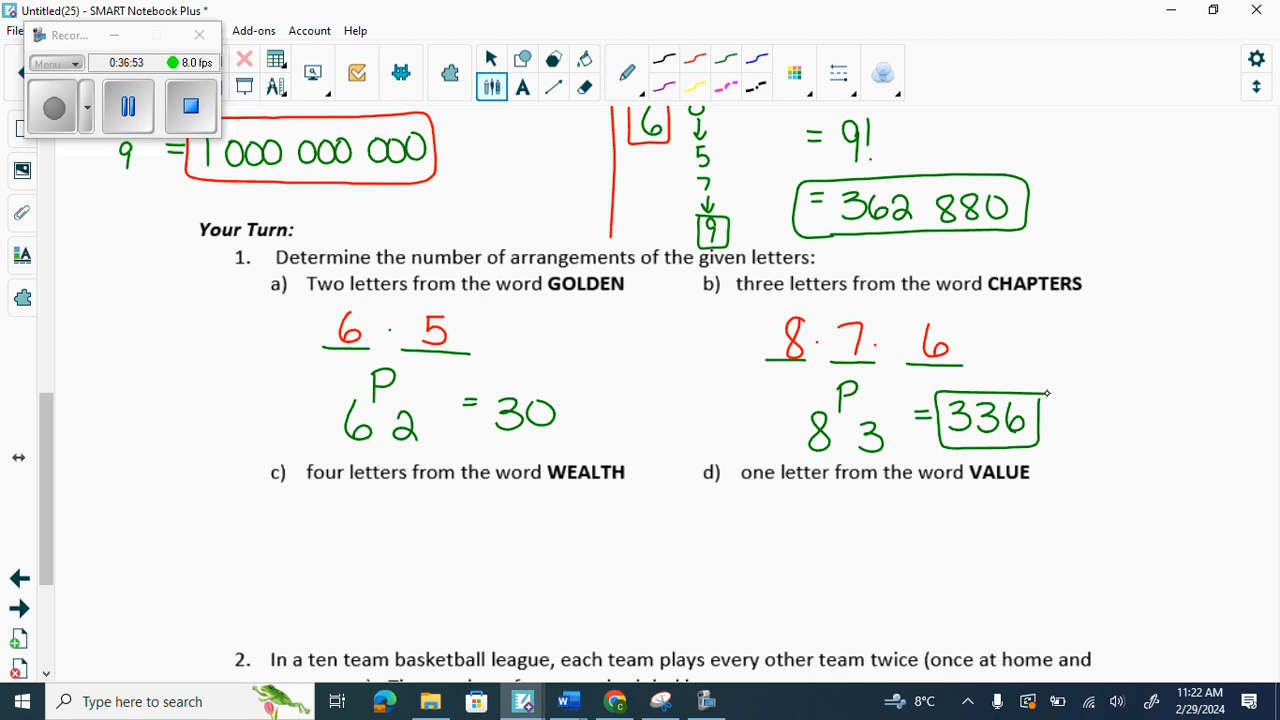 Untitled(25) - SMART Notebook Plus *
Recor...
File
Add-ons
Account
Help
Menu
0:36:53
8.0 fps
9 = 1 000 000 000
6
↓
5
7
↓
9
= 9!
= 362 880
Your Turn:
1. Determine the number of arrangements of the given letters:
a) Two letters from the word GOLDEN
b) three letters from the word CHAPTERS
6 · 5
8 · 7 · 6
6 P 2 = 30
8 P 3 = 336
c) four letters from the word WEALTH
d) one letter from the word VALUE
2. In a ten team basketball league, each team plays every other team twice (once at home and
Type here to search
8°C
11:22 AM
2/29/2024